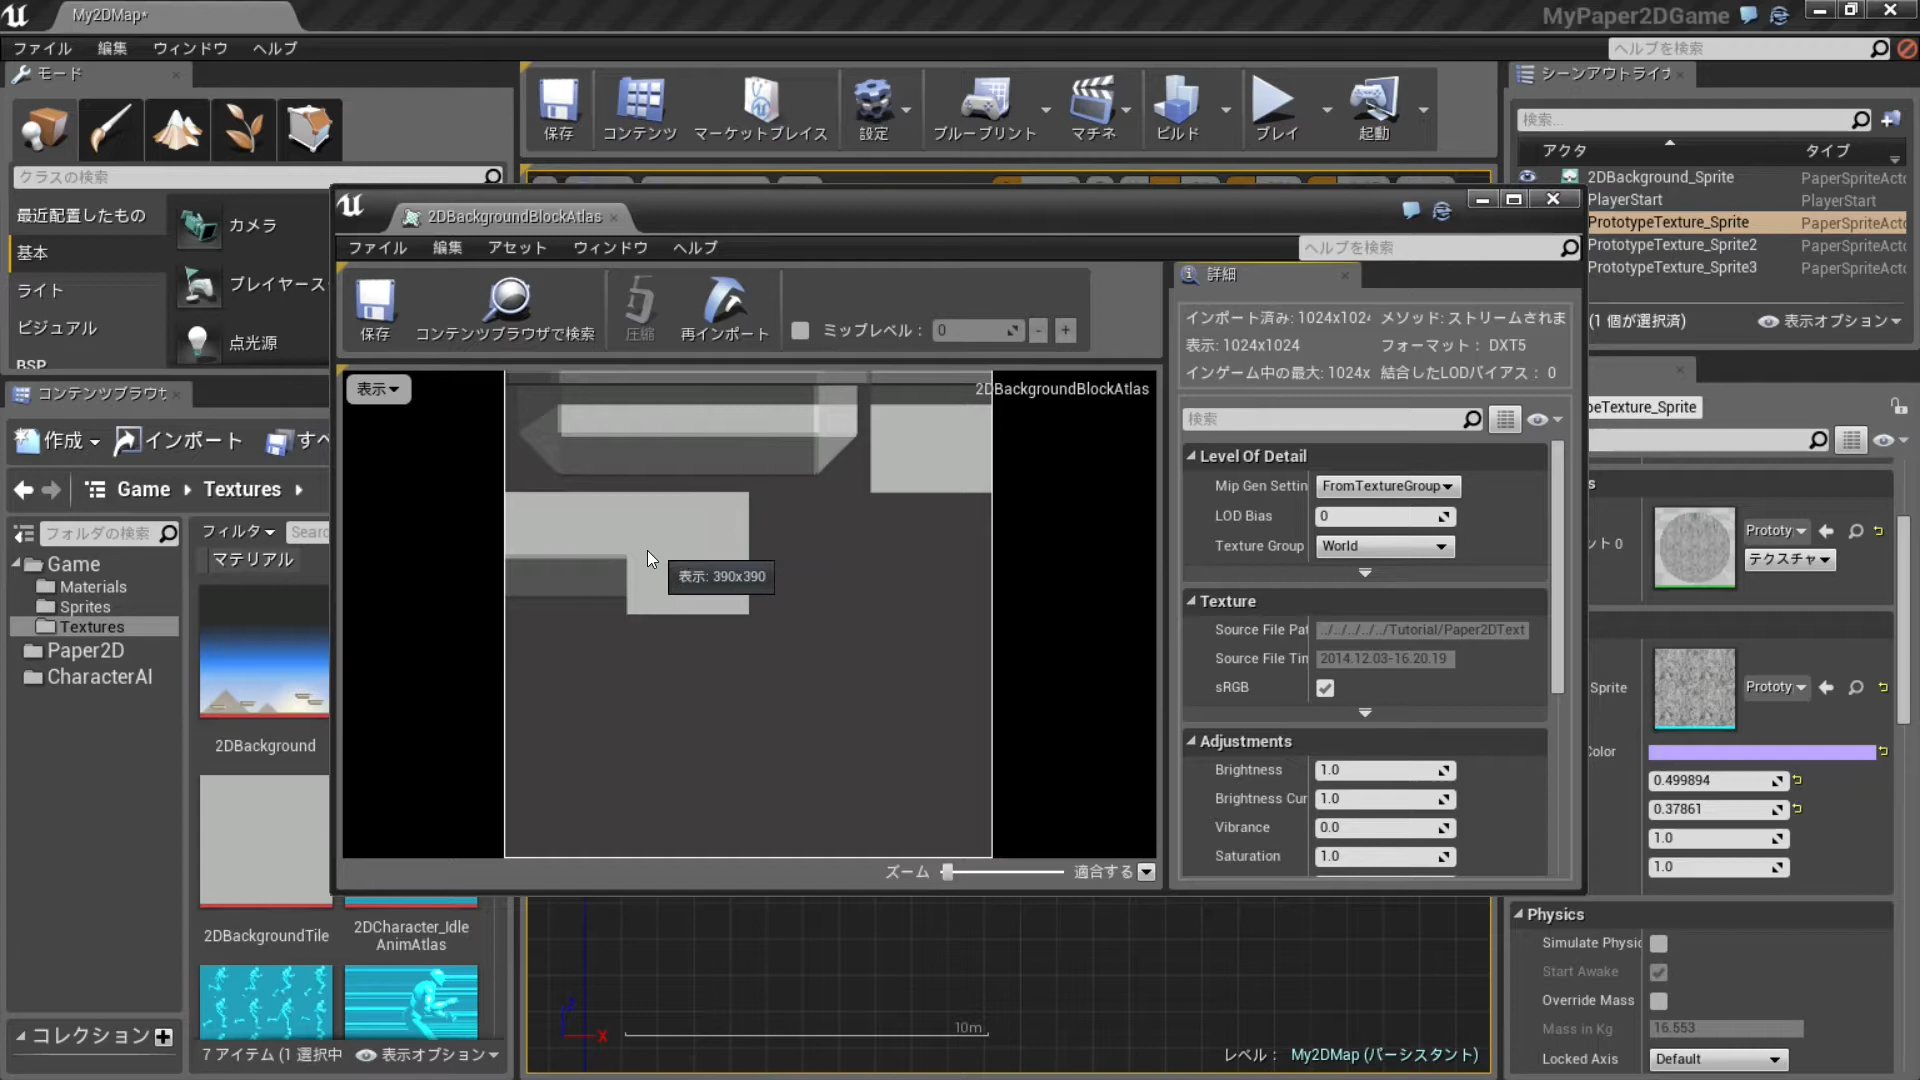 My2DMap*
MyPaper2DGame
ファイル 編集 ウィンドウ ヘルプ
ヘルプを検索
モード
クラスの検索
最近配置したもの
基本
ライト
ビジュアル
BSP
カメラ
プレイヤース
点光源
保存 コンテンツ マーケットプレイス 設定 ブループリント マチネ ビルド プレイ 起動
シーンアウトライナ
検索...
アクタ タイプ
2DBackground_Sprite PaperSpriteActo
PlayerStart PlayerStart
PrototypeTexture_Sprite PaperSpriteActo
PrototypeTexture_Sprite2 PaperSpriteActo
PrototypeTexture_Sprite3 PaperSpriteActo
(1 個が選択済) 表示オプション
2DBackgroundBlockAtlas
ファイル 編集 アセット ウィンドウ ヘルプ
ヘルプを検索
保存 コンテンツブラウザで検索 圧縮 再インポート ミップレベル : 0 - +
表示
2DBackgroundBlockAtlas
表示: 390x390
ズーム 適合する
詳細
インポート済み: 1024x1024 メソッド: ストリームされま
表示: 1024x1024 フォーマット : DXT5
インゲーム中の最大: 1024x 結合したLODバイアス : 0
検索
Level Of Detail
Mip Gen Settin FromTextureGroup
LOD Bias 0
Texture Group World
Texture
Source File Pat ../../../../../Tutorial/Paper2DText
Source File Tim 2014.12.03-16.20.19
sRGB
Adjustments
Brightness 1.0
Brightness Cur 1.0
Vibrance 0.0
Saturation 1.0
コンテンツブラウザ
作成 インポート すべ
Game Textures
フォルダの検索
フィルタ Searc
マテリアル
Game
Materials
Sprites
Textures
Paper2D
CharacterAI
2DBackground
2DBackgroundTile
2DCharacter_Idle
AnimAtlas
コレクション
7 アイテム (1 選択中 表示オプション
X
10m
レベル : My2DMap (パーシスタント)
peTexture_Sprite
s
ント 0 Prototy
テクスチャ
Sprite Prototy
Color
0.499894
0.37861
1.0
1.0
Physics
Simulate Physic
Start Awake
Override Mass
Mass in Kg 16.553
Locked Axis Default